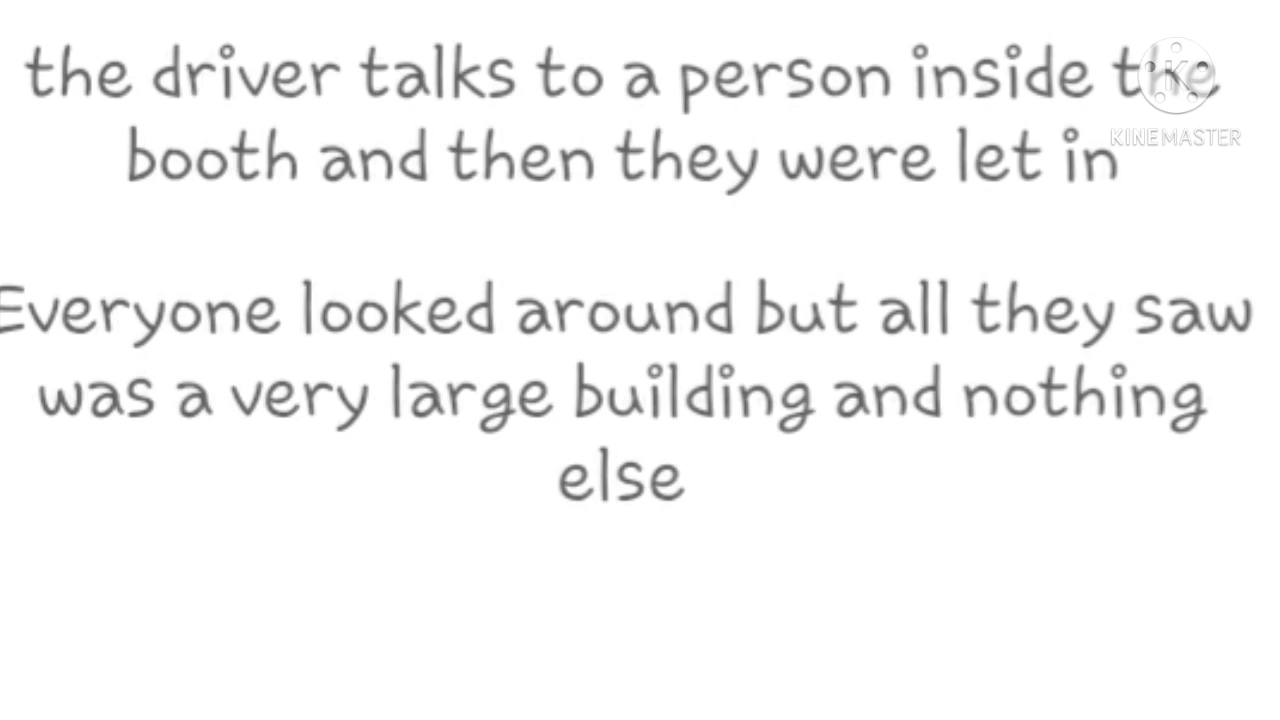 the driver talks to a person inside the
booth and then they were let in
Everyone looked around but all they saw
was a very large building and nothing
else
KINEMASTER